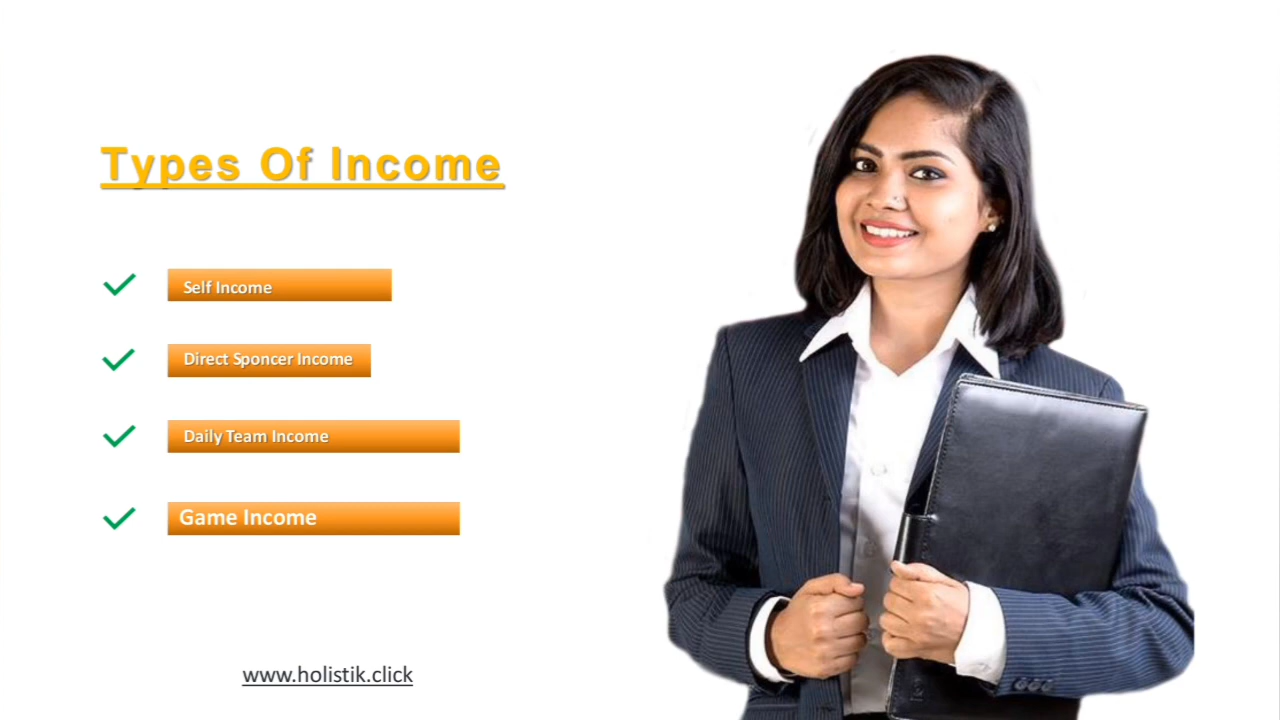 Types Of Income
Self Income
Direct Sponcer Income
Daily Team Income
Game Income
www.holistik.click